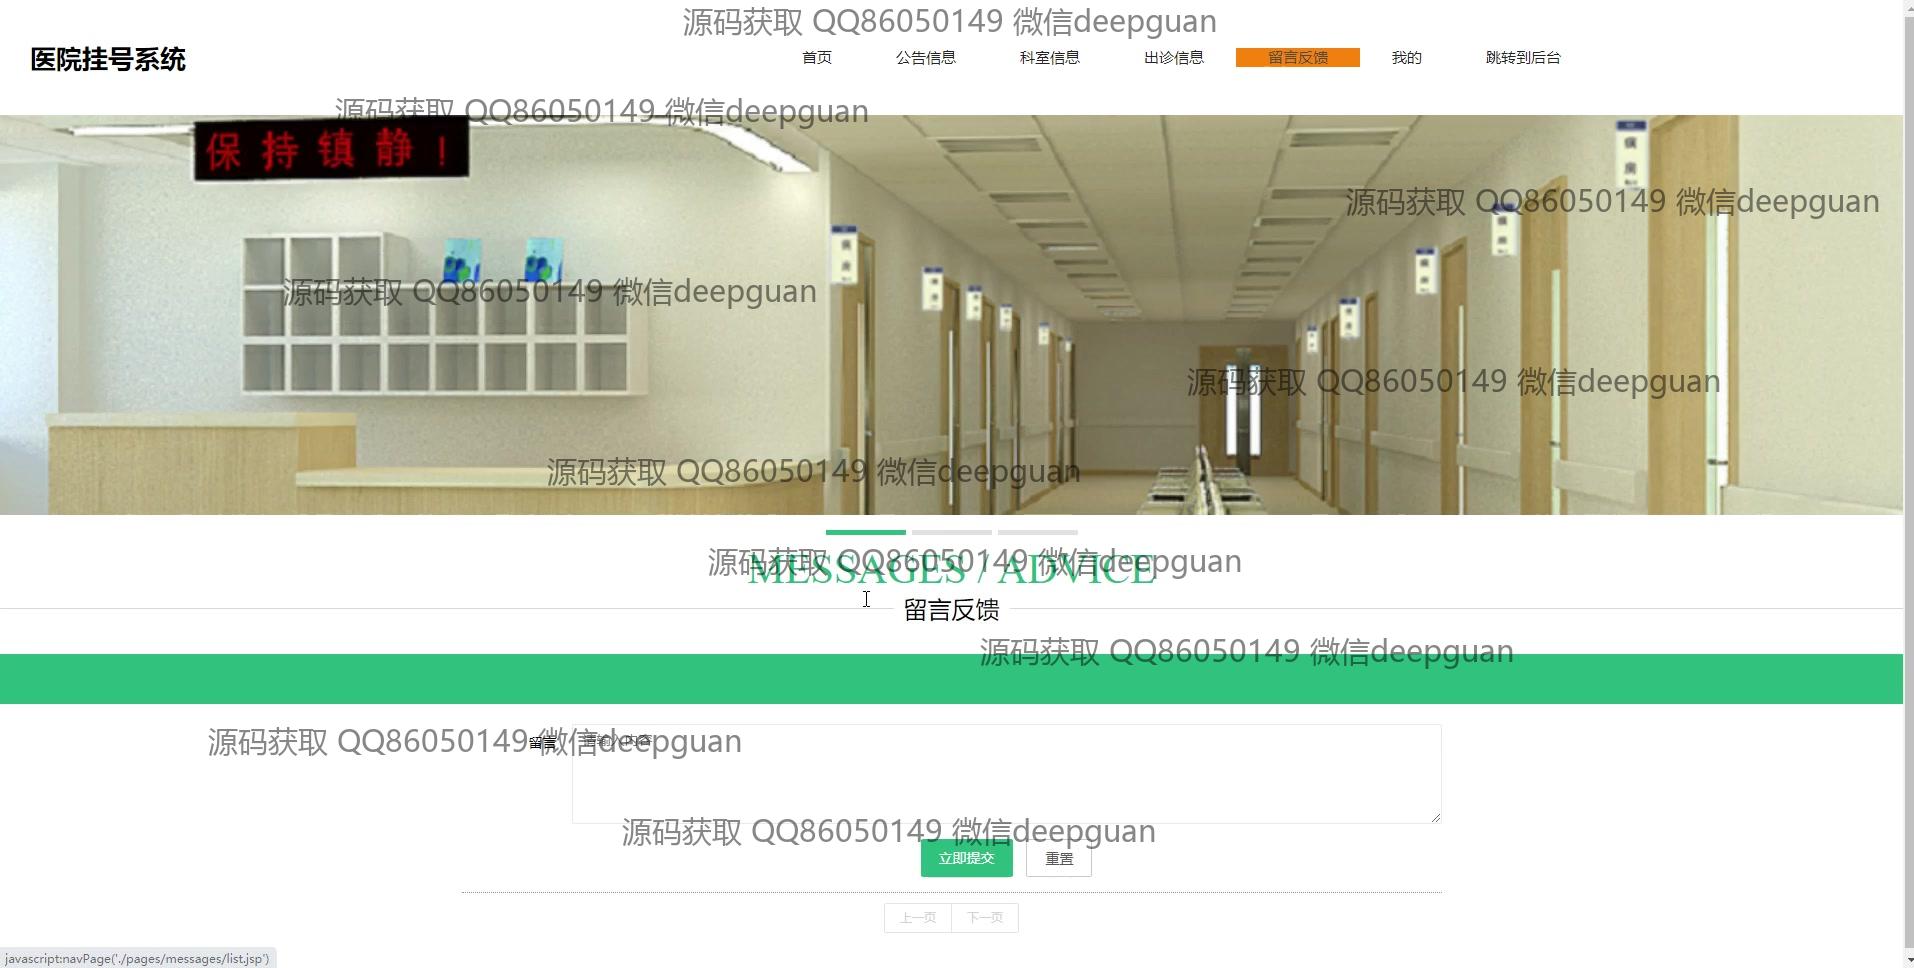 源码获取 QQ86050149 微信deepguan
医院挂号系统
首页 公告信息 科室信息 出诊信息 留言反馈 我的 跳转到后台
源码获取 QQ86050149 微信deepguan
保持镇静!
病房
源码获取 QQ86050149 微信deepguan
病房
源码获取 QQ86050149 微信deepguan
源码获取 QQ86050149 微信deepguan
源码获取 QQ86050149 微信deepguan
源码获取 QQ86050149 微信deepguan
MESSAGES / ADVICE
留言反馈
源码获取 QQ86050149 微信deepguan
源码获取 QQ86050149 微信deepguan
留言 请输入内容
源码获取 QQ86050149 微信deepguan
立即提交 重置
上一页 下一页
javascript:navPage('./pages/messages/list.jsp')